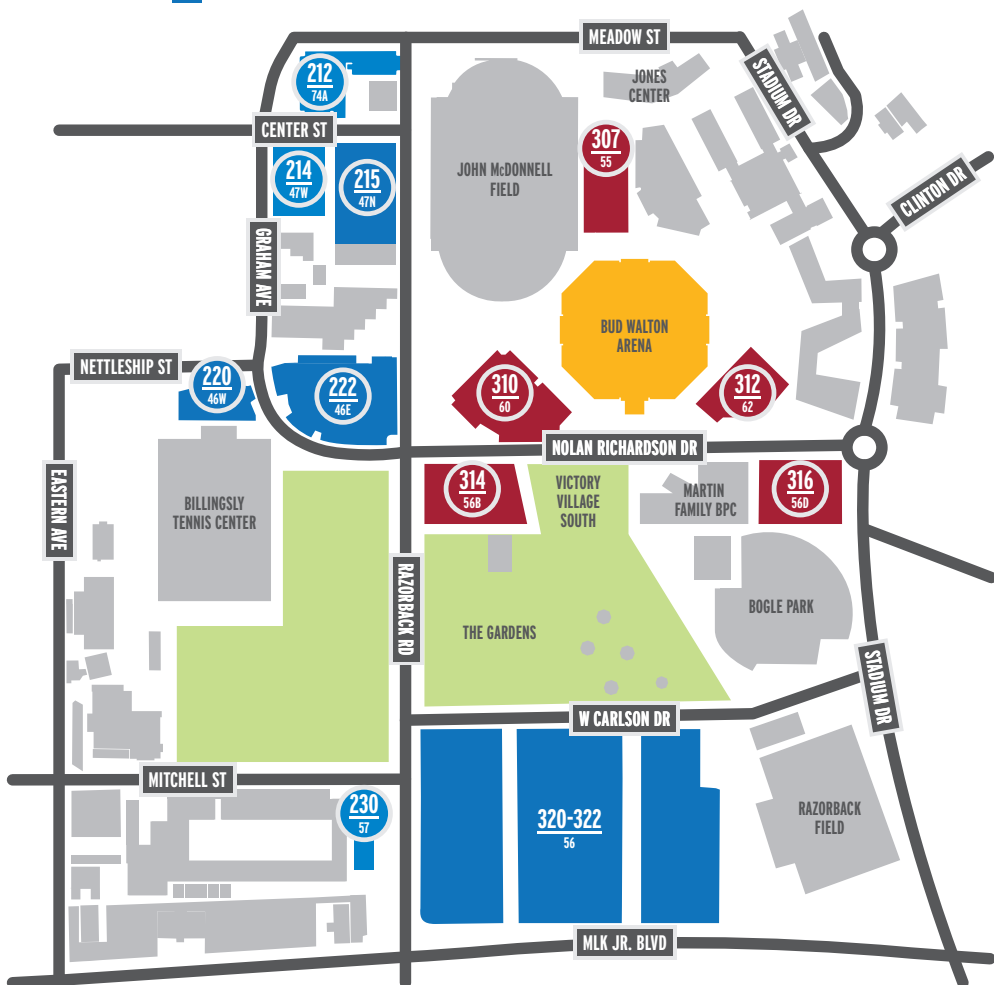 MEADOW ST
STADIUM DR
212
74A
JONES
CENTER
CENTER ST
307
55
JOHN McDONNELL
FIELD
214
47W
215
47N
CLINTON DR
GRAHAM AVE
BUD WALTON
ARENA
NETTLESHIP ST
220
46W
222
46E
310
60
312
62
NOLAN RICHARDSON DR
EASTERN AVE
BILLINGSLY
TENNIS CENTER
314
56B
VICTORY
VILLAGE
SOUTH
MARTIN
FAMILY BPC
316
56D
RAZORBACK RD
THE GARDENS
BOGLE PARK
STADIUM DR
W CARLSON DR
MITCHELL ST
230
57
320-322
56
RAZORBACK
FIELD
MLK JR. BLVD